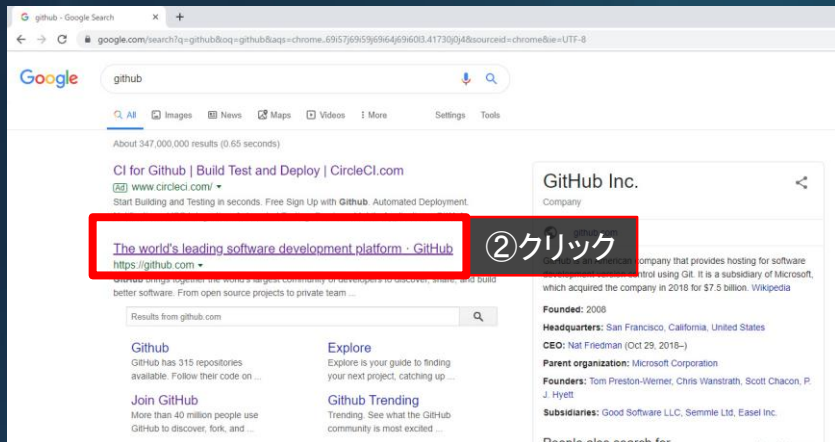 github - Google Search
google.com/search?q=github&oq=github&aqs=chrome..69i57j69i59j69i64j69i60l3.41730j0j4&sourceid=chrome&ie=UTF-8
Google
github
All Images News Maps Videos More Settings Tools
About 347,000,000 results (0.65 seconds)
CI for Github | Build Test and Deploy | CircleCI.com
Ad www.circleci.com/
Start Building and Testing in seconds. Free Sign Up with Github. Automated Deployment.
The world's leading software development platform · GitHub
https://github.com
②クリック
GitHub brings together the world's largest community of developers to discover, share, and build
better software. From open source projects to private team ...
Results from github.com
Github
GitHub has 315 repositories
available. Follow their code on ...
Explore
Explore is your guide to finding
your next project, catching up ...
Join GitHub
More than 40 million people use
GitHub to discover, fork, and ...
Github Trending
Trending. See what the GitHub
community is most excited ...
GitHub Inc.
Company
github.com
GitHub is an American company that provides hosting for software
development version control using Git. It is a subsidiary of Microsoft,
which acquired the company in 2018 for $7.5 billion. Wikipedia
Founded: 2008
Headquarters: San Francisco, California, United States
CEO: Nat Friedman (Oct 29, 2018–)
Parent organization: Microsoft Corporation
Founders: Tom Preston-Werner, Chris Wanstrath, Scott Chacon, P.
J. Hyett
Subsidiaries: Good Software LLC, Semmle Ltd, Easel Inc.
People also search for